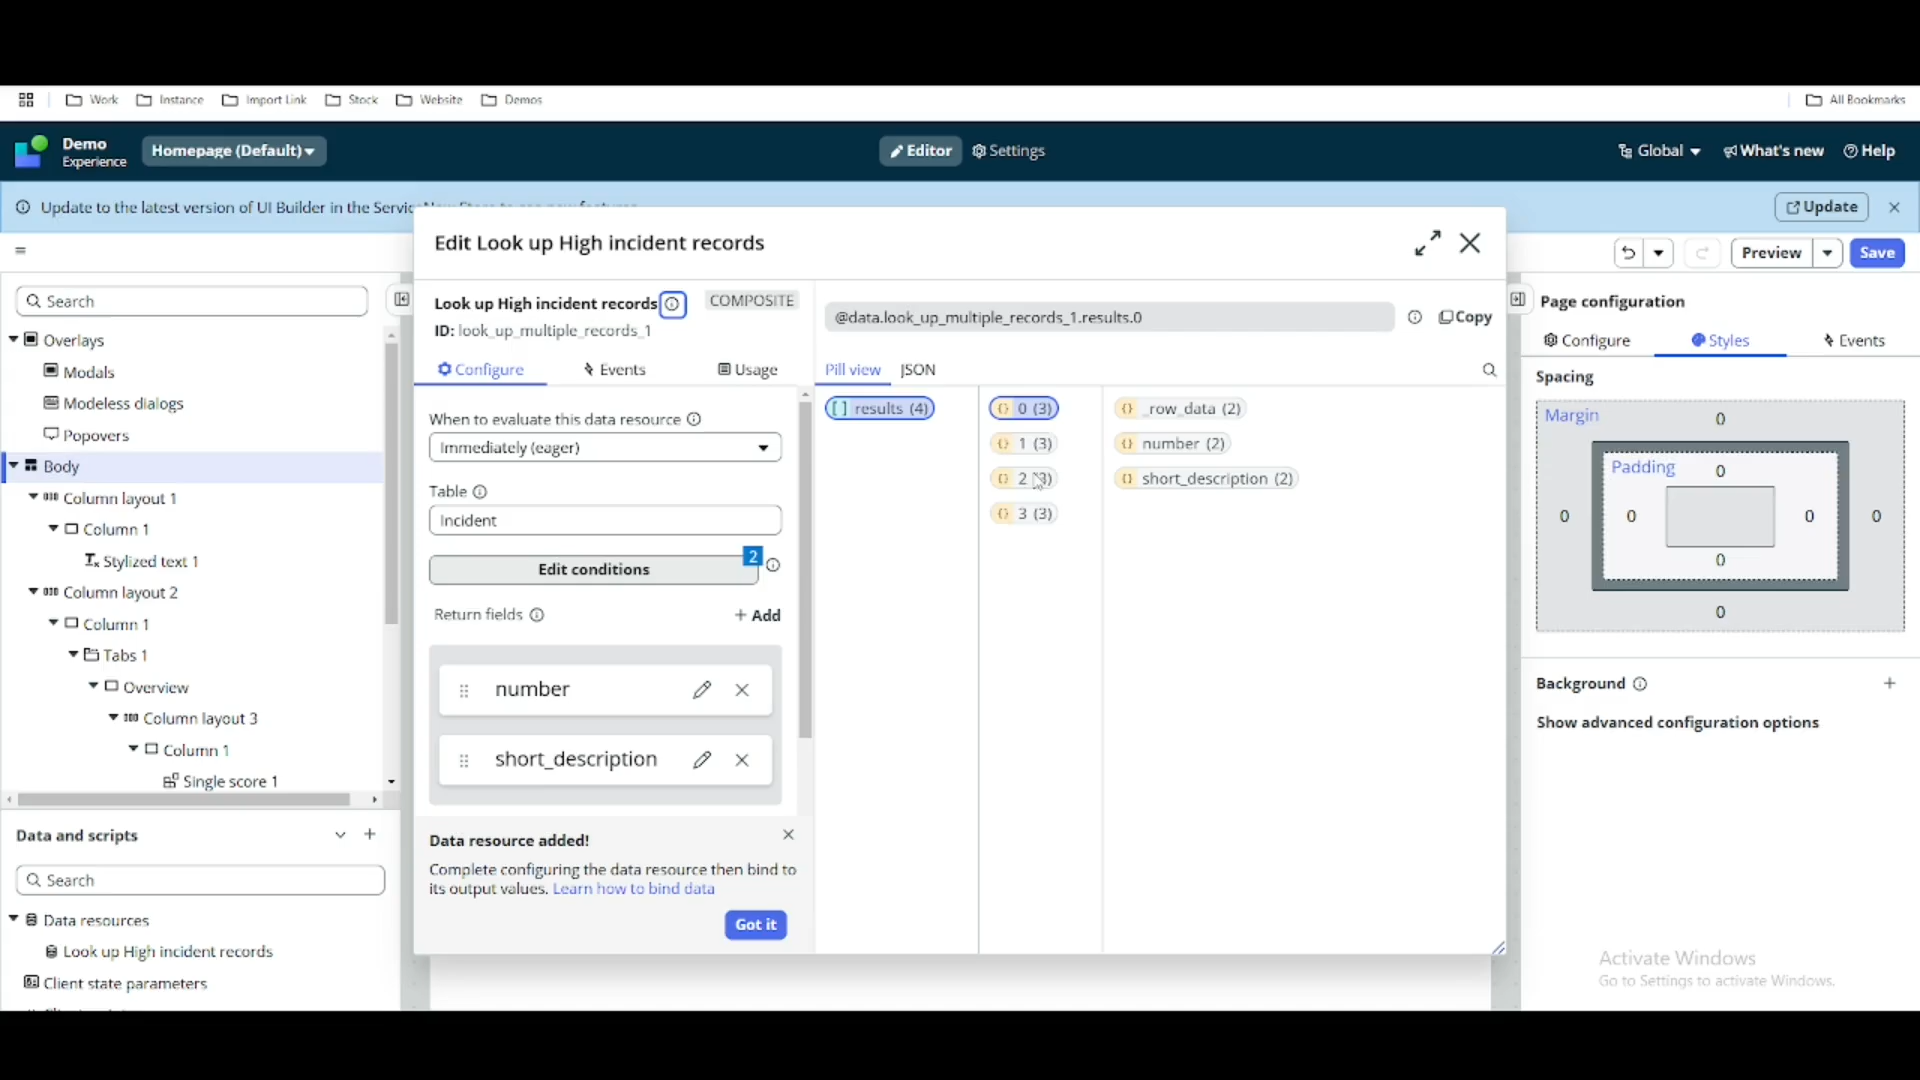 Work Instance Import Link Stock Website Demos All Bookmarks
Demo
Experience
Homepage (Default)
Editor Settings
Global What's new Help
Update to the latest version of UI Builder in the
Update
Preview Save
Search
Overlays
Modals
Modeless dialogs
Popovers
Body
Column layout 1
Column 1
Stylized text 1
Column layout 2
Column 1
Tabs 1
Overview
Column layout 3
Column 1
Single score 1
Data and scripts
Search
Data resources
Look up High incident records
Client state parameters
Edit Look up High incident records
Look up High incident records COMPOSITE
ID: look_up_multiple_records_1
Configure Events Usage
When to evaluate this data resource
Immediately (eager)
Table
Incident
Edit conditions 2
Return fields + Add
number
short_description
Data resource added!
Complete configuring the data resource then bind to
its output values. Learn how to bind data
Got it
@data.look_up_multiple_records_1.results.0
Copy
Pill view JSON
[ ] results (4)
{} 0 (3)
{} 1 (3)
{} 2 (3)
{} 3 (3)
{} _row_data (2)
{} number (2)
{} short_description (2)
Page configuration
Configure Styles Events
Spacing
Margin 0
Padding 0
0 0 0 0
0
0
Background
Show advanced configuration options
Activate Windows
Go to Settings to activate Windows.